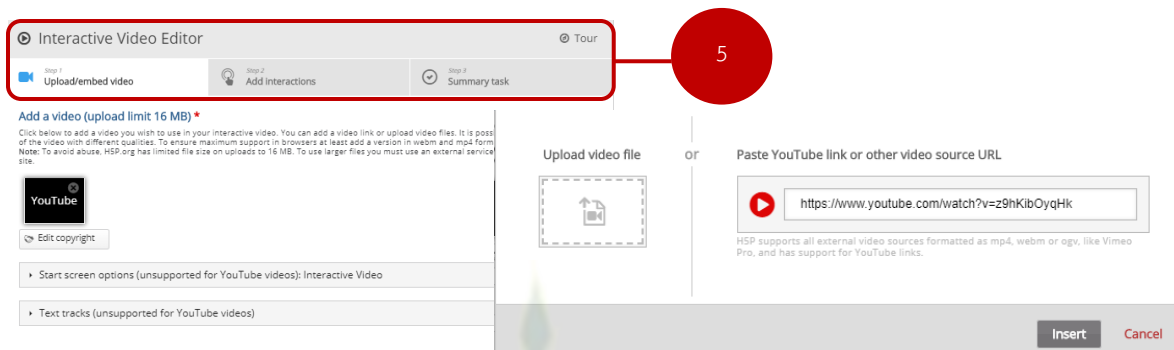 Interactive Video Editor
Tour
5
Step 1
Upload/embed video
Step 2
Add interactions
Step 3
Summary task
Add a video (upload limit 16 MB) *
Click below to add a video you wish to use in your interactive video. You can add a video link or upload video files. It is poss
of the video with different qualities. To ensure maximum support in browsers at least add a version in webm and mp4 form
Note: To avoid abuse, H5P.org has limited file size on uploads to 16 MB. To use larger files you must use an external service
site.
YouTube
Edit copyright
Start screen options (unsupported for YouTube videos): Interactive Video
Text tracks (unsupported for YouTube videos)
Upload video file
or
Paste YouTube link or other video source URL
https://www.youtube.com/watch?v=z9hKibOyqHk
H5P supports all external video sources formatted as mp4, webm or ogv, like Vimeo
Pro, and has support for YouTube links.
Insert
Cancel